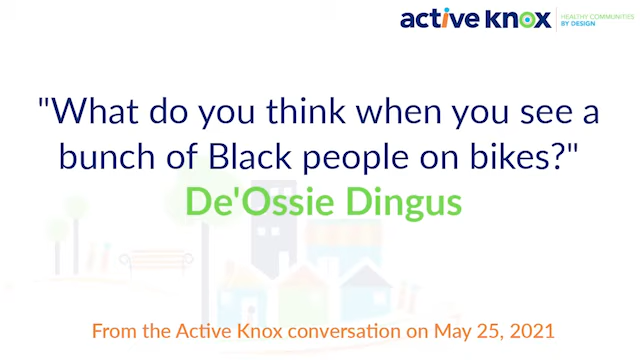 active knox
HEALTHY COMMUNITIES
BY DESIGN
"What do you think when you see a
bunch of Black people on bikes?"
De'Ossie Dingus
From the Active Knox conversation on May 25, 2021